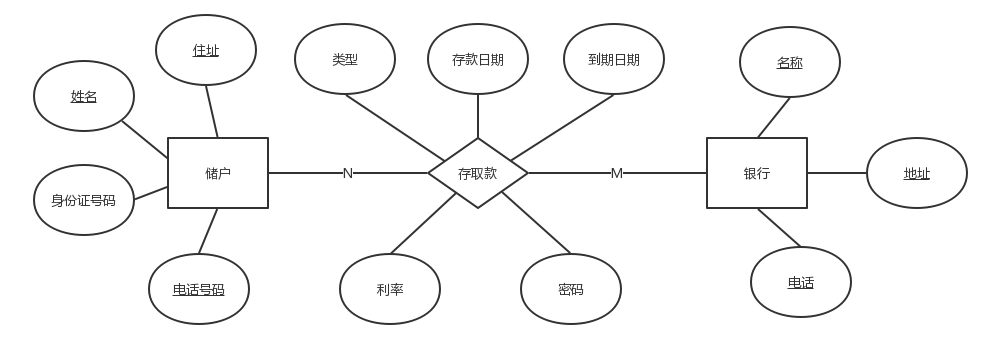 住址
类型
存款日期
到期日期
名称
姓名
储户
N
存取款
M
银行
地址
身份证号码
电话号码
利率
密码
电话